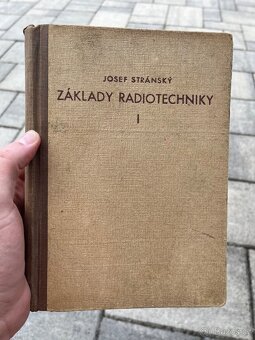 JOSEF STRÁNSKÝ
ZÁKLADY RADIOTECHNIKY
I